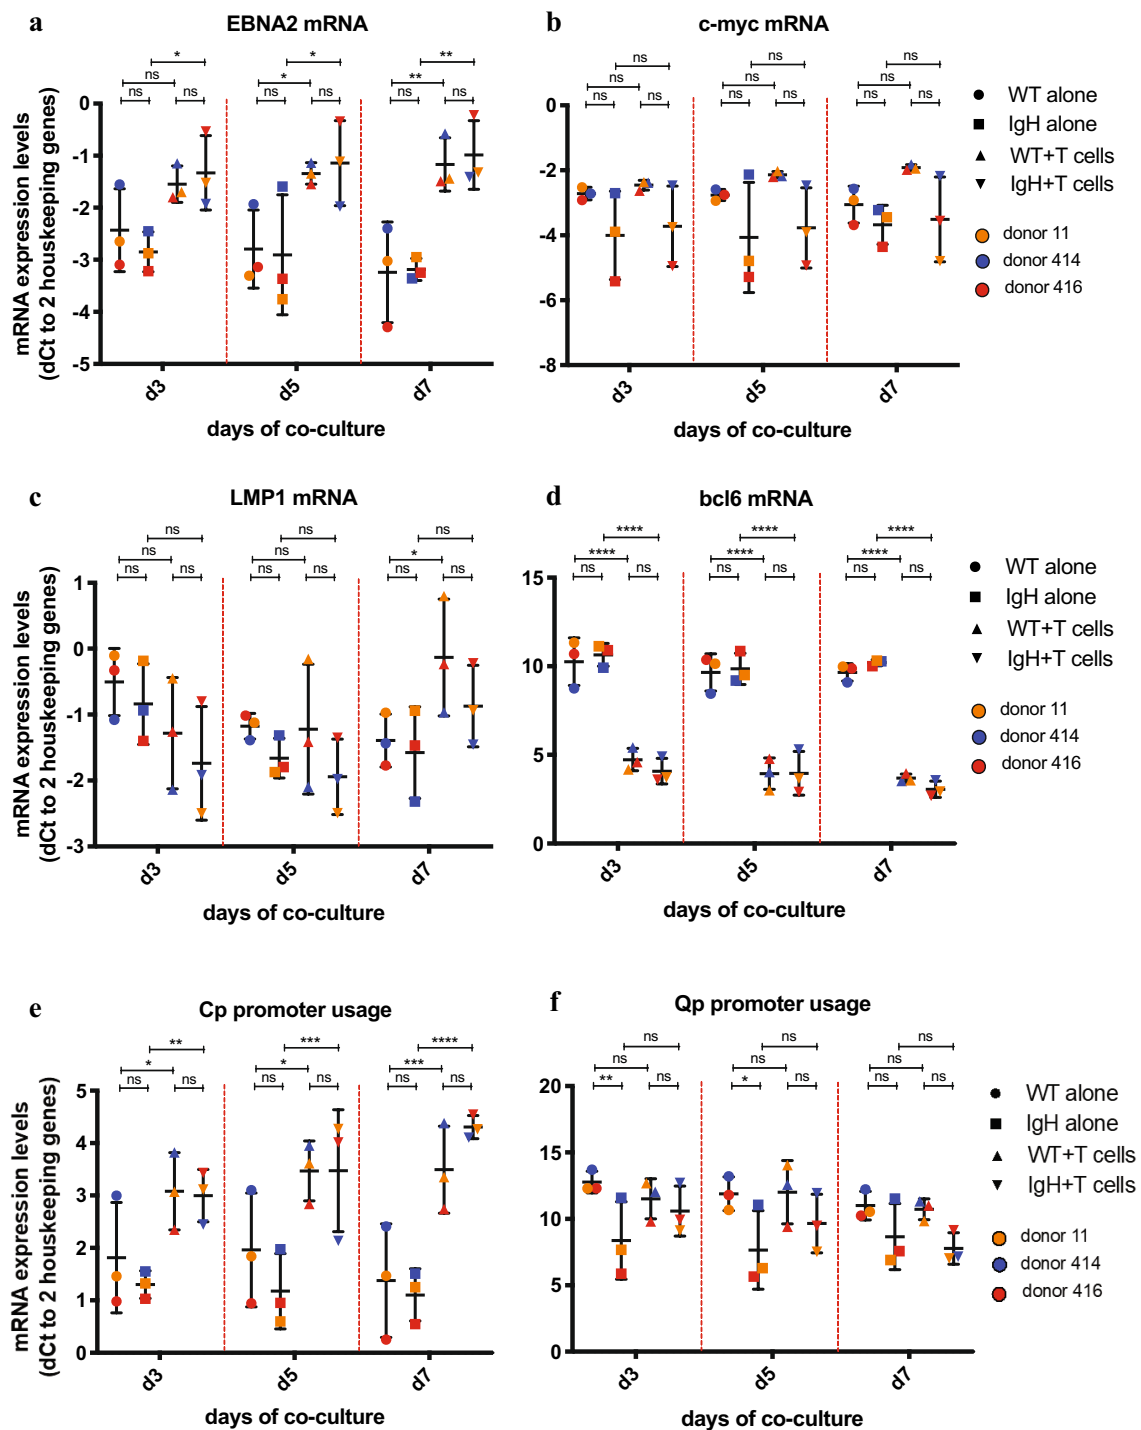 a
EBNA2 mRNA
* * **
ns * **
ns ns ns ns ns ns
mRNA expression levels
(dCt to 2 houskeeping genes)
0
-1
-2
-3
-4
-5
d3 d5 d7
days of co-culture
b
c-myc mRNA
ns ns ns
ns ns ns
ns ns ns ns ns ns
0
-2
-4
-6
-8
d3 d5 d7
days of co-culture
WT alone
IgH alone
WT+T cells
IgH+T cells
donor 11
donor 414
donor 416
c
LMP1 mRNA
ns ns ns
ns ns *
ns ns ns ns ns ns
mRNA expression levels
(dCt to 2 houskeeping genes)
1
0
-1
-2
-3
d3 d5 d7
days of co-culture
d
bcl6 mRNA
**** **** ****
**** **** ****
ns ns ns ns ns ns
15
10
5
0
d3 d5 d7
days of co-culture
WT alone
IgH alone
WT+T cells
IgH+T cells
donor 11
donor 414
donor 416
e
Cp promoter usage
** *** ****
* * ***
ns ns ns ns ns ns
mRNA expression levels
(dCt to 2 houskeeping genes)
5
4
3
2
1
0
d3 d5 d7
days of co-culture
f
Qp promoter usage
ns ns ns
ns ns ns
** ns * ns ns ns
20
15
10
5
0
d3 d5 d7
days of co-culture
WT alone
IgH alone
WT+T cells
IgH+T cells
donor 11
donor 414
donor 416